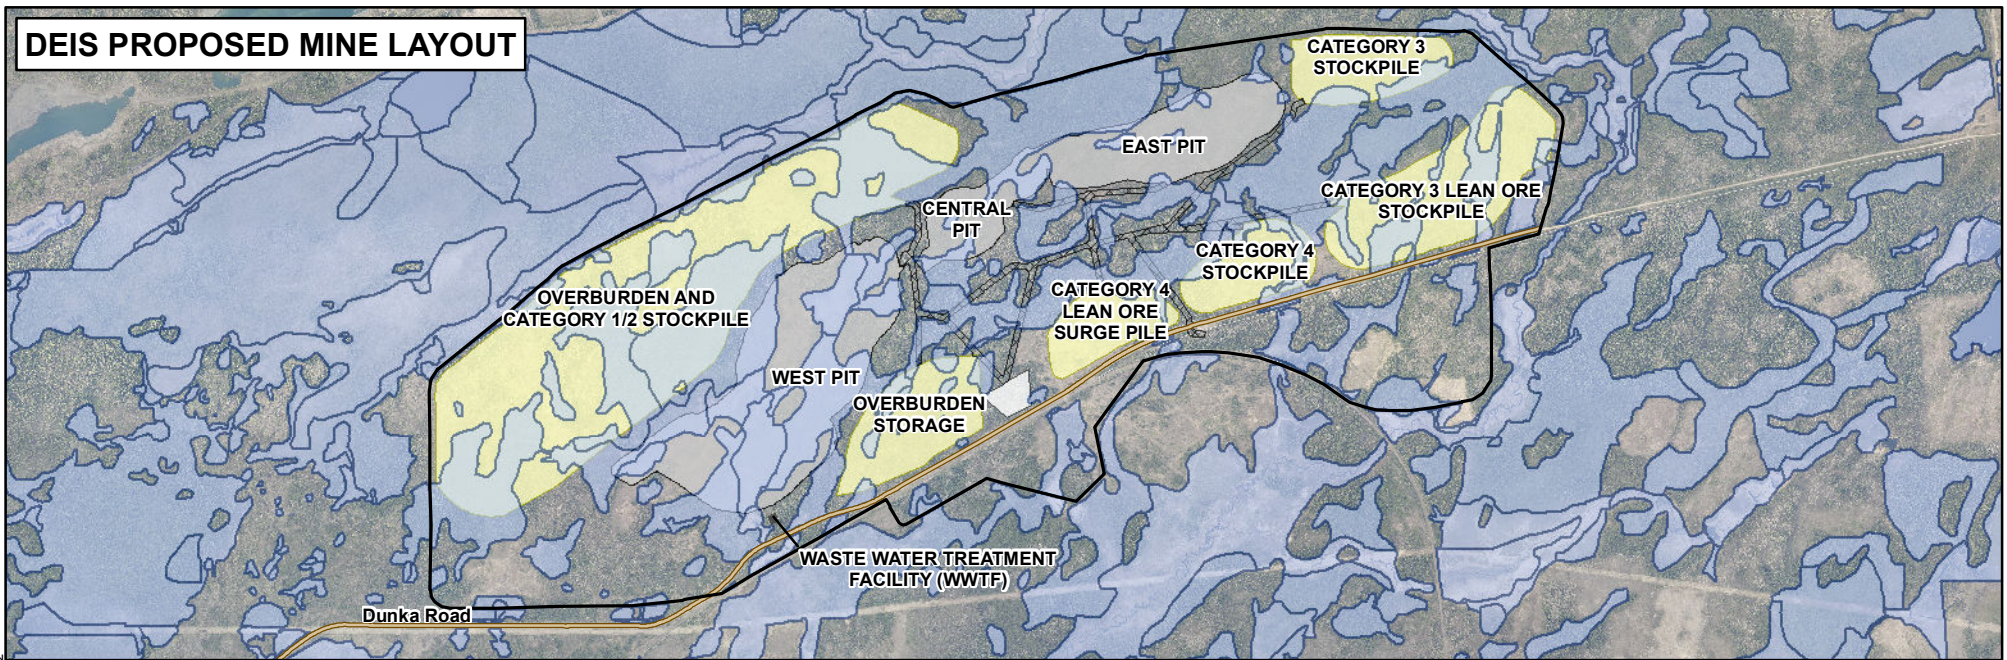 DEIS PROPOSED MINE LAYOUT
CATEGORY 3
STOCKPILE
EAST PIT
CATEGORY 3 LEAN ORE
STOCKPILE
CENTRAL
PIT
CATEGORY 4
STOCKPILE
OVERBURDEN AND
CATEGORY 1/2 STOCKPILE
CATEGORY 4
LEAN ORE
SURGE PILE
WEST PIT
OVERBURDEN
STORAGE
WASTE WATER TREATMENT
FACILITY (WWTF)
Dunka Road